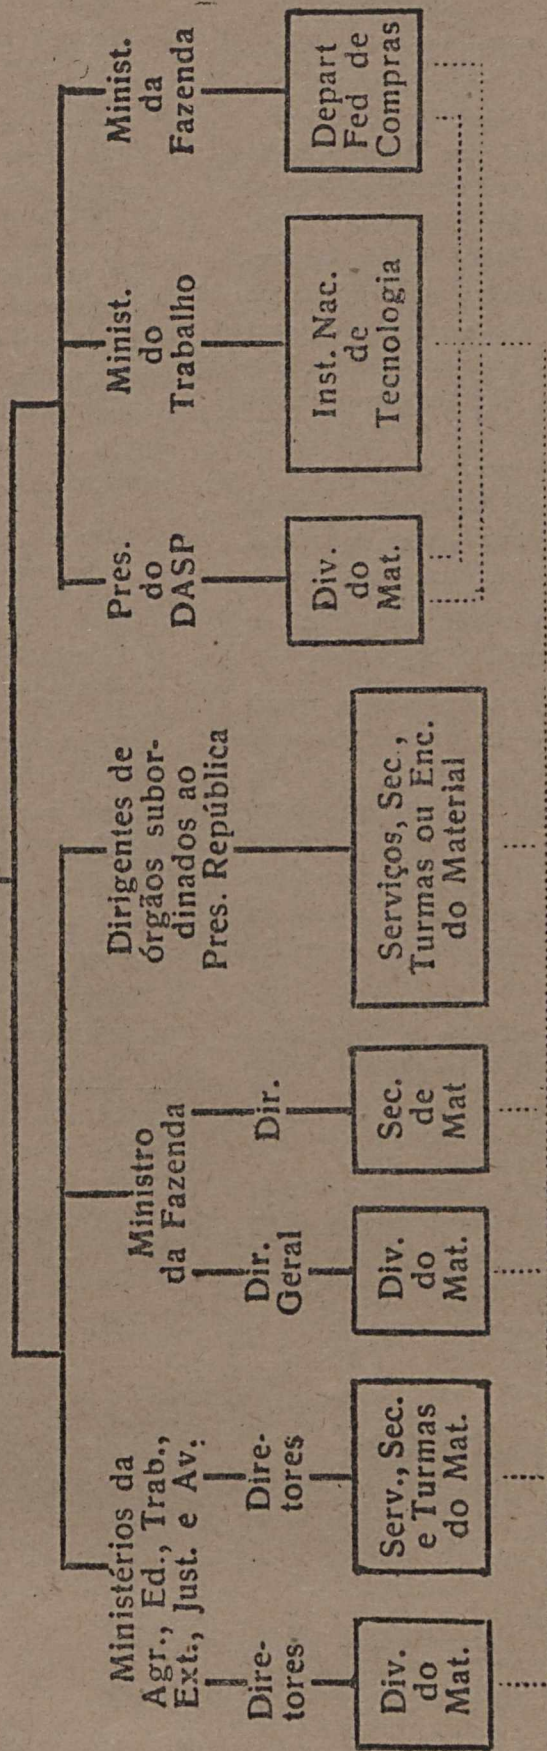 Ministérios da
Agr., Ed., Trab.,
Ext., Just. e Av.
Dire-
tores
Div.
do
Mat.
Dire-
tores
Serv., Sec.
e Turmas
do Mat.
Ministro
da Fazenda
Dir.
Geral
Div.
do
Mat.
Dir.
Sec.
de
Mat
Dirigentes de
órgãos subor-
dinados ao
Pres. República
Serviços, Sec.,
Turmas ou Enc.
do Material
Pres.
do
DASP
Div.
do
Mat.
Minist.
do
Trabalho
Inst. Nac.
de
Tecnologia
Minist.
da
Fazenda
Depart
Fed de
Compras